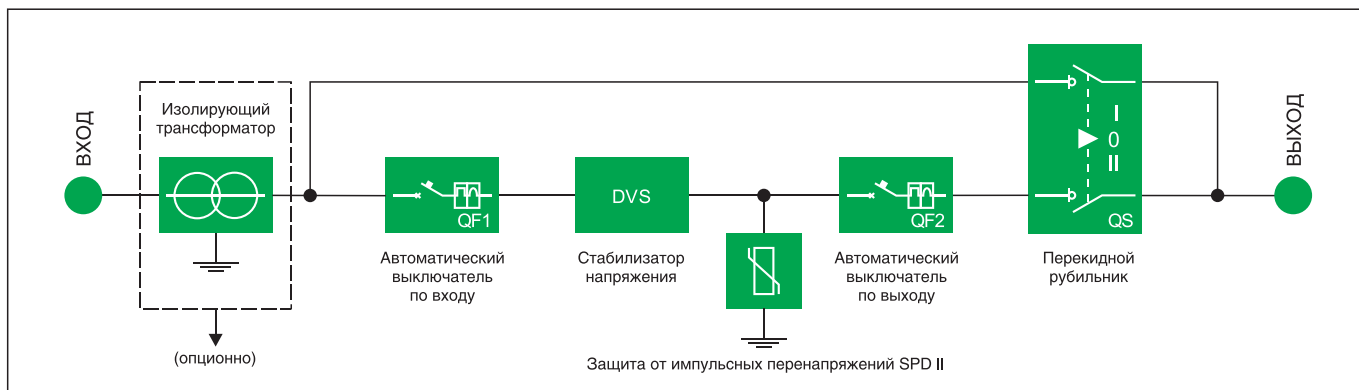 ВХОД
Изолирующий
трансформатор
(опционно)
QF1
Автоматический
выключатель
по входу
DVS
Стабилизатор
напряжения
Защита от импульсных перенапряжений SPD II
QF2
Автоматический
выключатель
по выходу
I
0
II
QS
Перекидной
рубильник
ВЫХОД